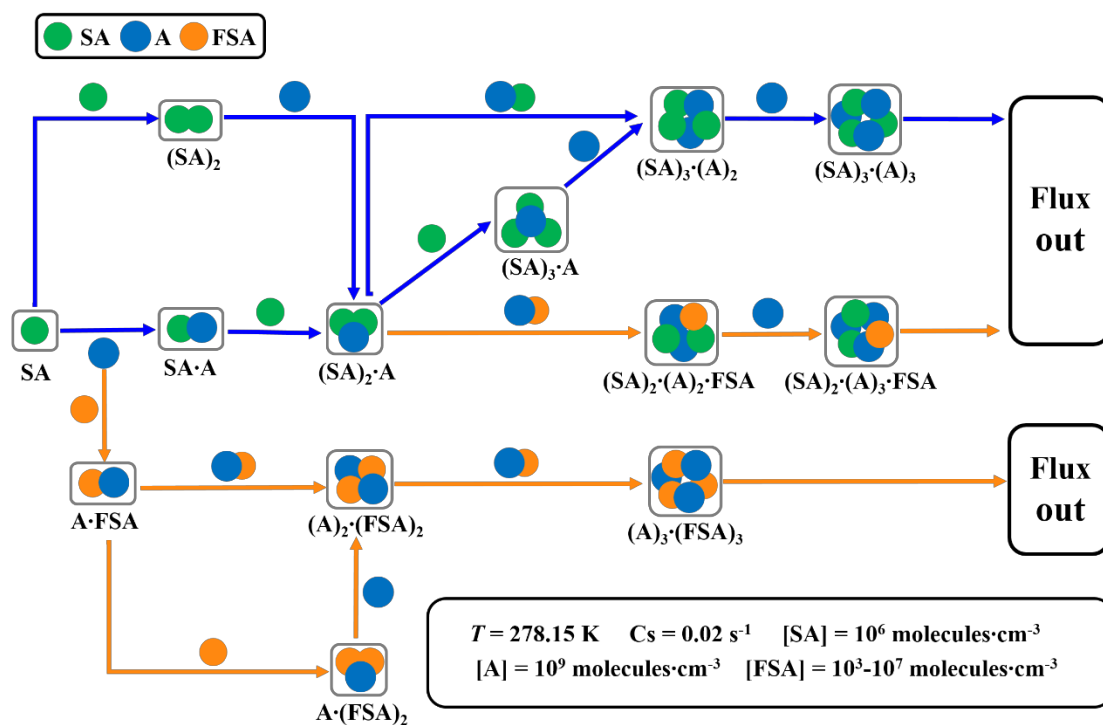 SA A FSA
(SA)₂
(SA)₃·(A)₂
(SA)₃·(A)₃
(SA)₃·A
Flux
out
SA
SA·A
(SA)₂·A
(SA)₂·(A)₂·FSA
(SA)₂·(A)₃·FSA
A·FSA
(A)₂·(FSA)₂
(A)₃·(FSA)₃
Flux
out
A·(FSA)₂
T = 278.15 K Cs = 0.02 s⁻¹ [SA] = 10⁶ molecules·cm⁻³
[A] = 10⁹ molecules·cm⁻³ [FSA] = 10³-10⁷ molecules·cm⁻³